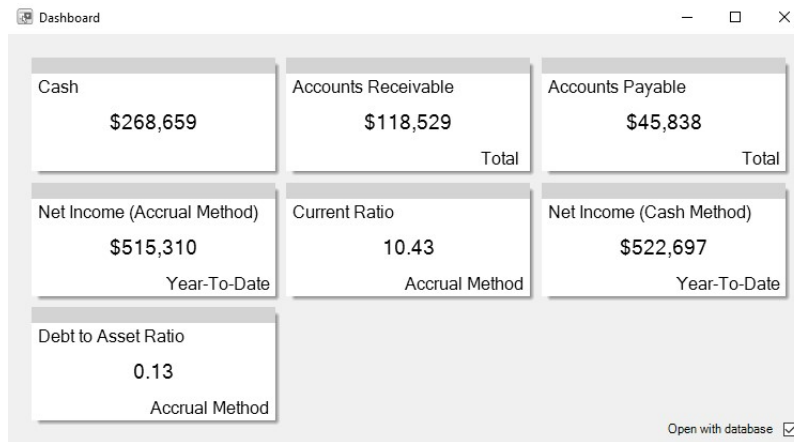 Dashboard
Cash
$268,659
Accounts Receivable
$118,529
Total
Accounts Payable
$45,838
Total
Net Income (Accrual Method)
$515,310
Year-To-Date
Current Ratio
10.43
Accrual Method
Net Income (Cash Method)
$522,697
Year-To-Date
Debt to Asset Ratio
0.13
Accrual Method
Open with database